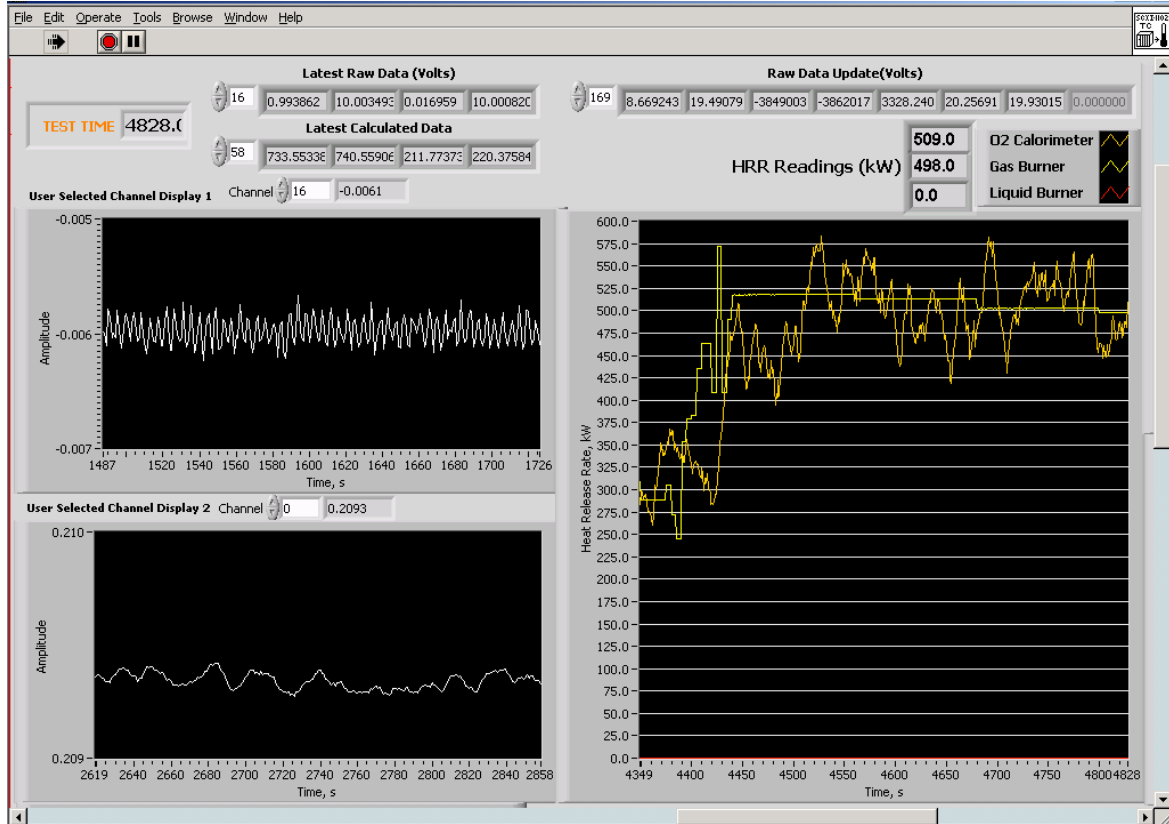 File Edit Operate Tools Browse Window Help
TC
Latest Raw Data (Volts)
16 0.993862 10.003493 0.016959 10.000820
Raw Data Update(Volts)
169 8.669243 19.49079 -3849003 -3862017 3328.240 20.25691 19.93015 0.000000
TEST TIME 4828.0
Latest Calculated Data
58 733.55338 740.55906 211.77373 220.37584
HRR Readings (kW)
509.0 O2 Calorimeter
498.0 Gas Burner
0.0 Liquid Burner
User Selected Channel Display 1 Channel 16 -0.0061
-0.005
-0.006
-0.007
Amplitude
1487 1520 1540 1560 1580 1600 1620 1640 1660 1680 1700 1726
Time, s
User Selected Channel Display 2 Channel 0 0.2093
0.210
0.209
Amplitude
2619 2640 2660 2680 2700 2720 2740 2760 2780 2800 2820 2840 2858
Time, s
600.0
575.0
550.0
525.0
500.0
475.0
450.0
425.0
400.0
375.0
350.0
325.0
300.0
275.0
250.0
225.0
200.0
175.0
150.0
125.0
100.0
75.0
50.0
25.0
0.0
Heat Release Rate, kW
4349 4400 4450 4500 4550 4600 4650 4700 4750 4800 4828
Time, s